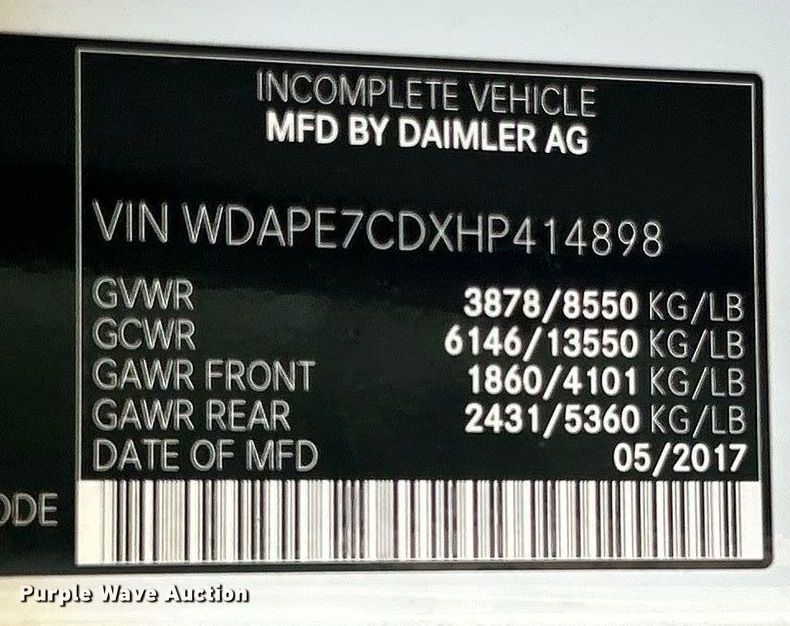 INCOMPLETE VEHICLE
MFD BY DAIMLER AG
VIN WDAPE7CDXHP414898
GVWR 3878/8550 KG/LB
GCWR 6146/13550 KG/LB
GAWR FRONT 1860/4101 KG/LB
GAWR REAR 2431/5360 KG/LB
DATE OF MFD 05/2017
ODE
Purple Wave Auction